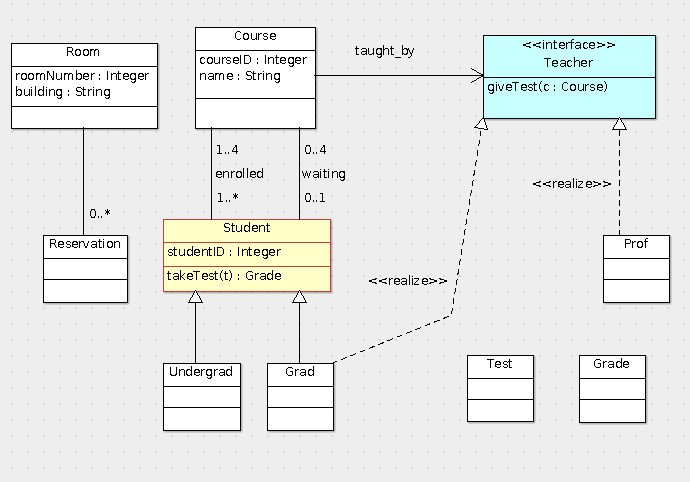 Room
roomNumber : Integer
building : String
Course
courseID : Integer
name : String
taught_by
<<interface>>
Teacher
giveTest(c : Course)
1..4
enrolled
1..*
0..4
waiting
0..1
<<realize>>
0..*
Reservation
Student
studentID : Integer
takeTest(t) : Grade
Prof
<<realize>>
Undergrad
Grad
Test
Grade